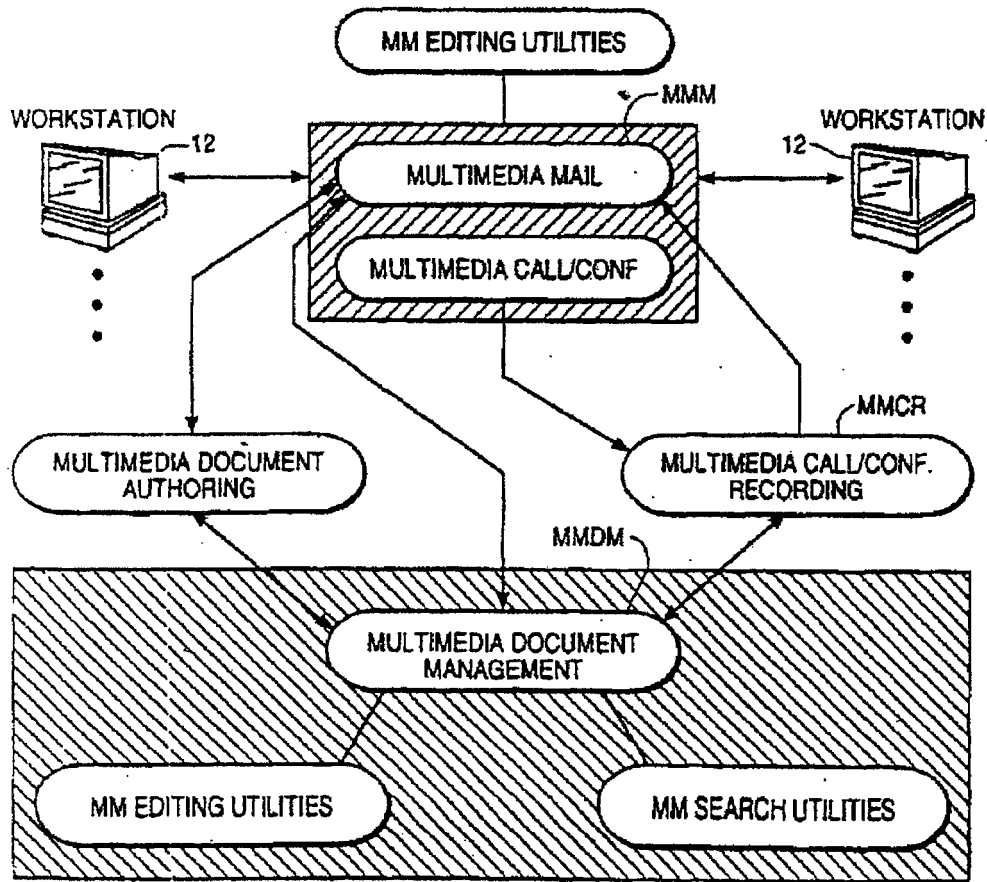 MM EDITING UTILITIES
MMM
WORKSTATION
12
WORKSTATION
12
MULTIMEDIA MAIL
MULTIMEDIA CALL/CONF
MMCR
MULTIMEDIA DOCUMENT
AUTHORING
MULTIMEDIA CALL/CONF.
RECORDING
MMDM
MULTIMEDIA DOCUMENT
MANAGEMENT
MM EDITING UTILITIES
MM SEARCH UTILITIES